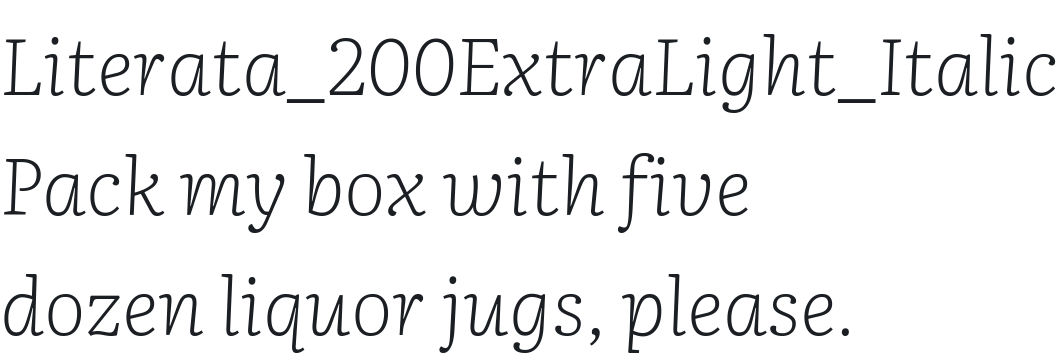 Literata_200ExtraLight_Italic
Pack my box with five
dozen liquor jugs, please.